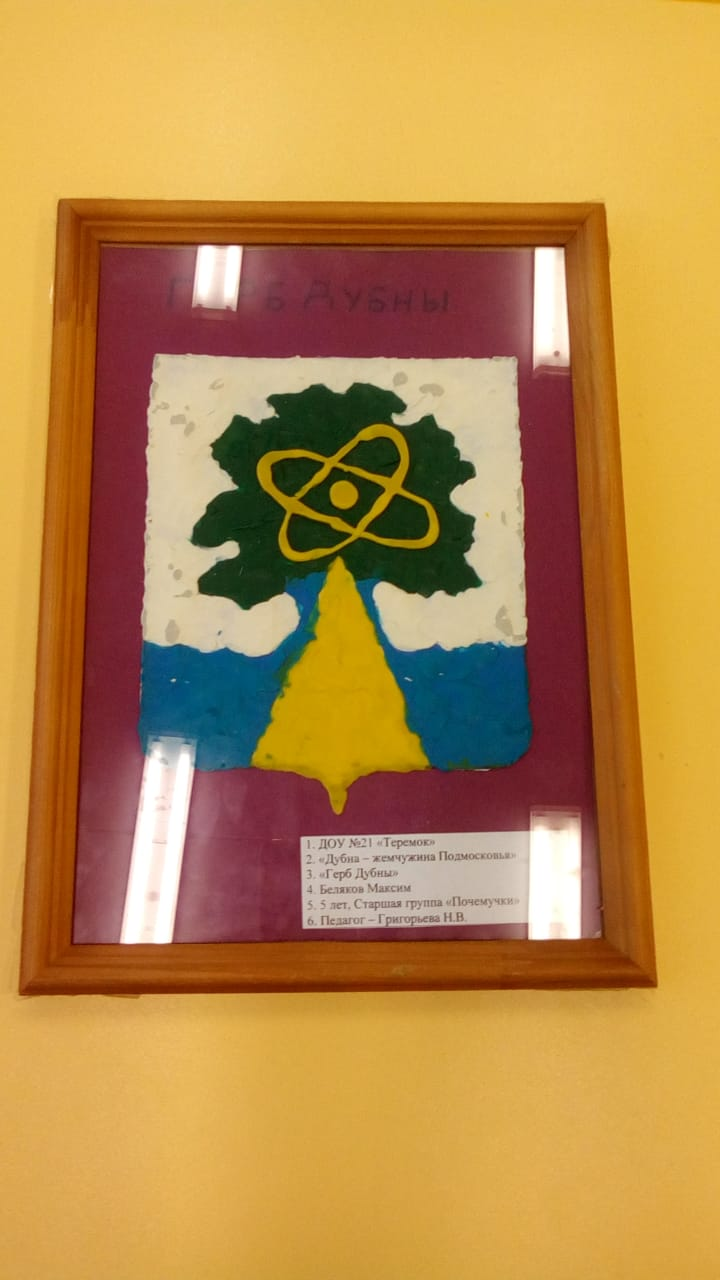 ГЕРБ ДУБНЫ
1. ДОУ №21 «Теремок»
2. «Дубна – жемчужина Подмосковья»
3. «Герб Дубны»
4. Беляков Максим
5. 5 лет, Старшая группа «Почемучки»
6. Педагог – Григорьева Н.В.